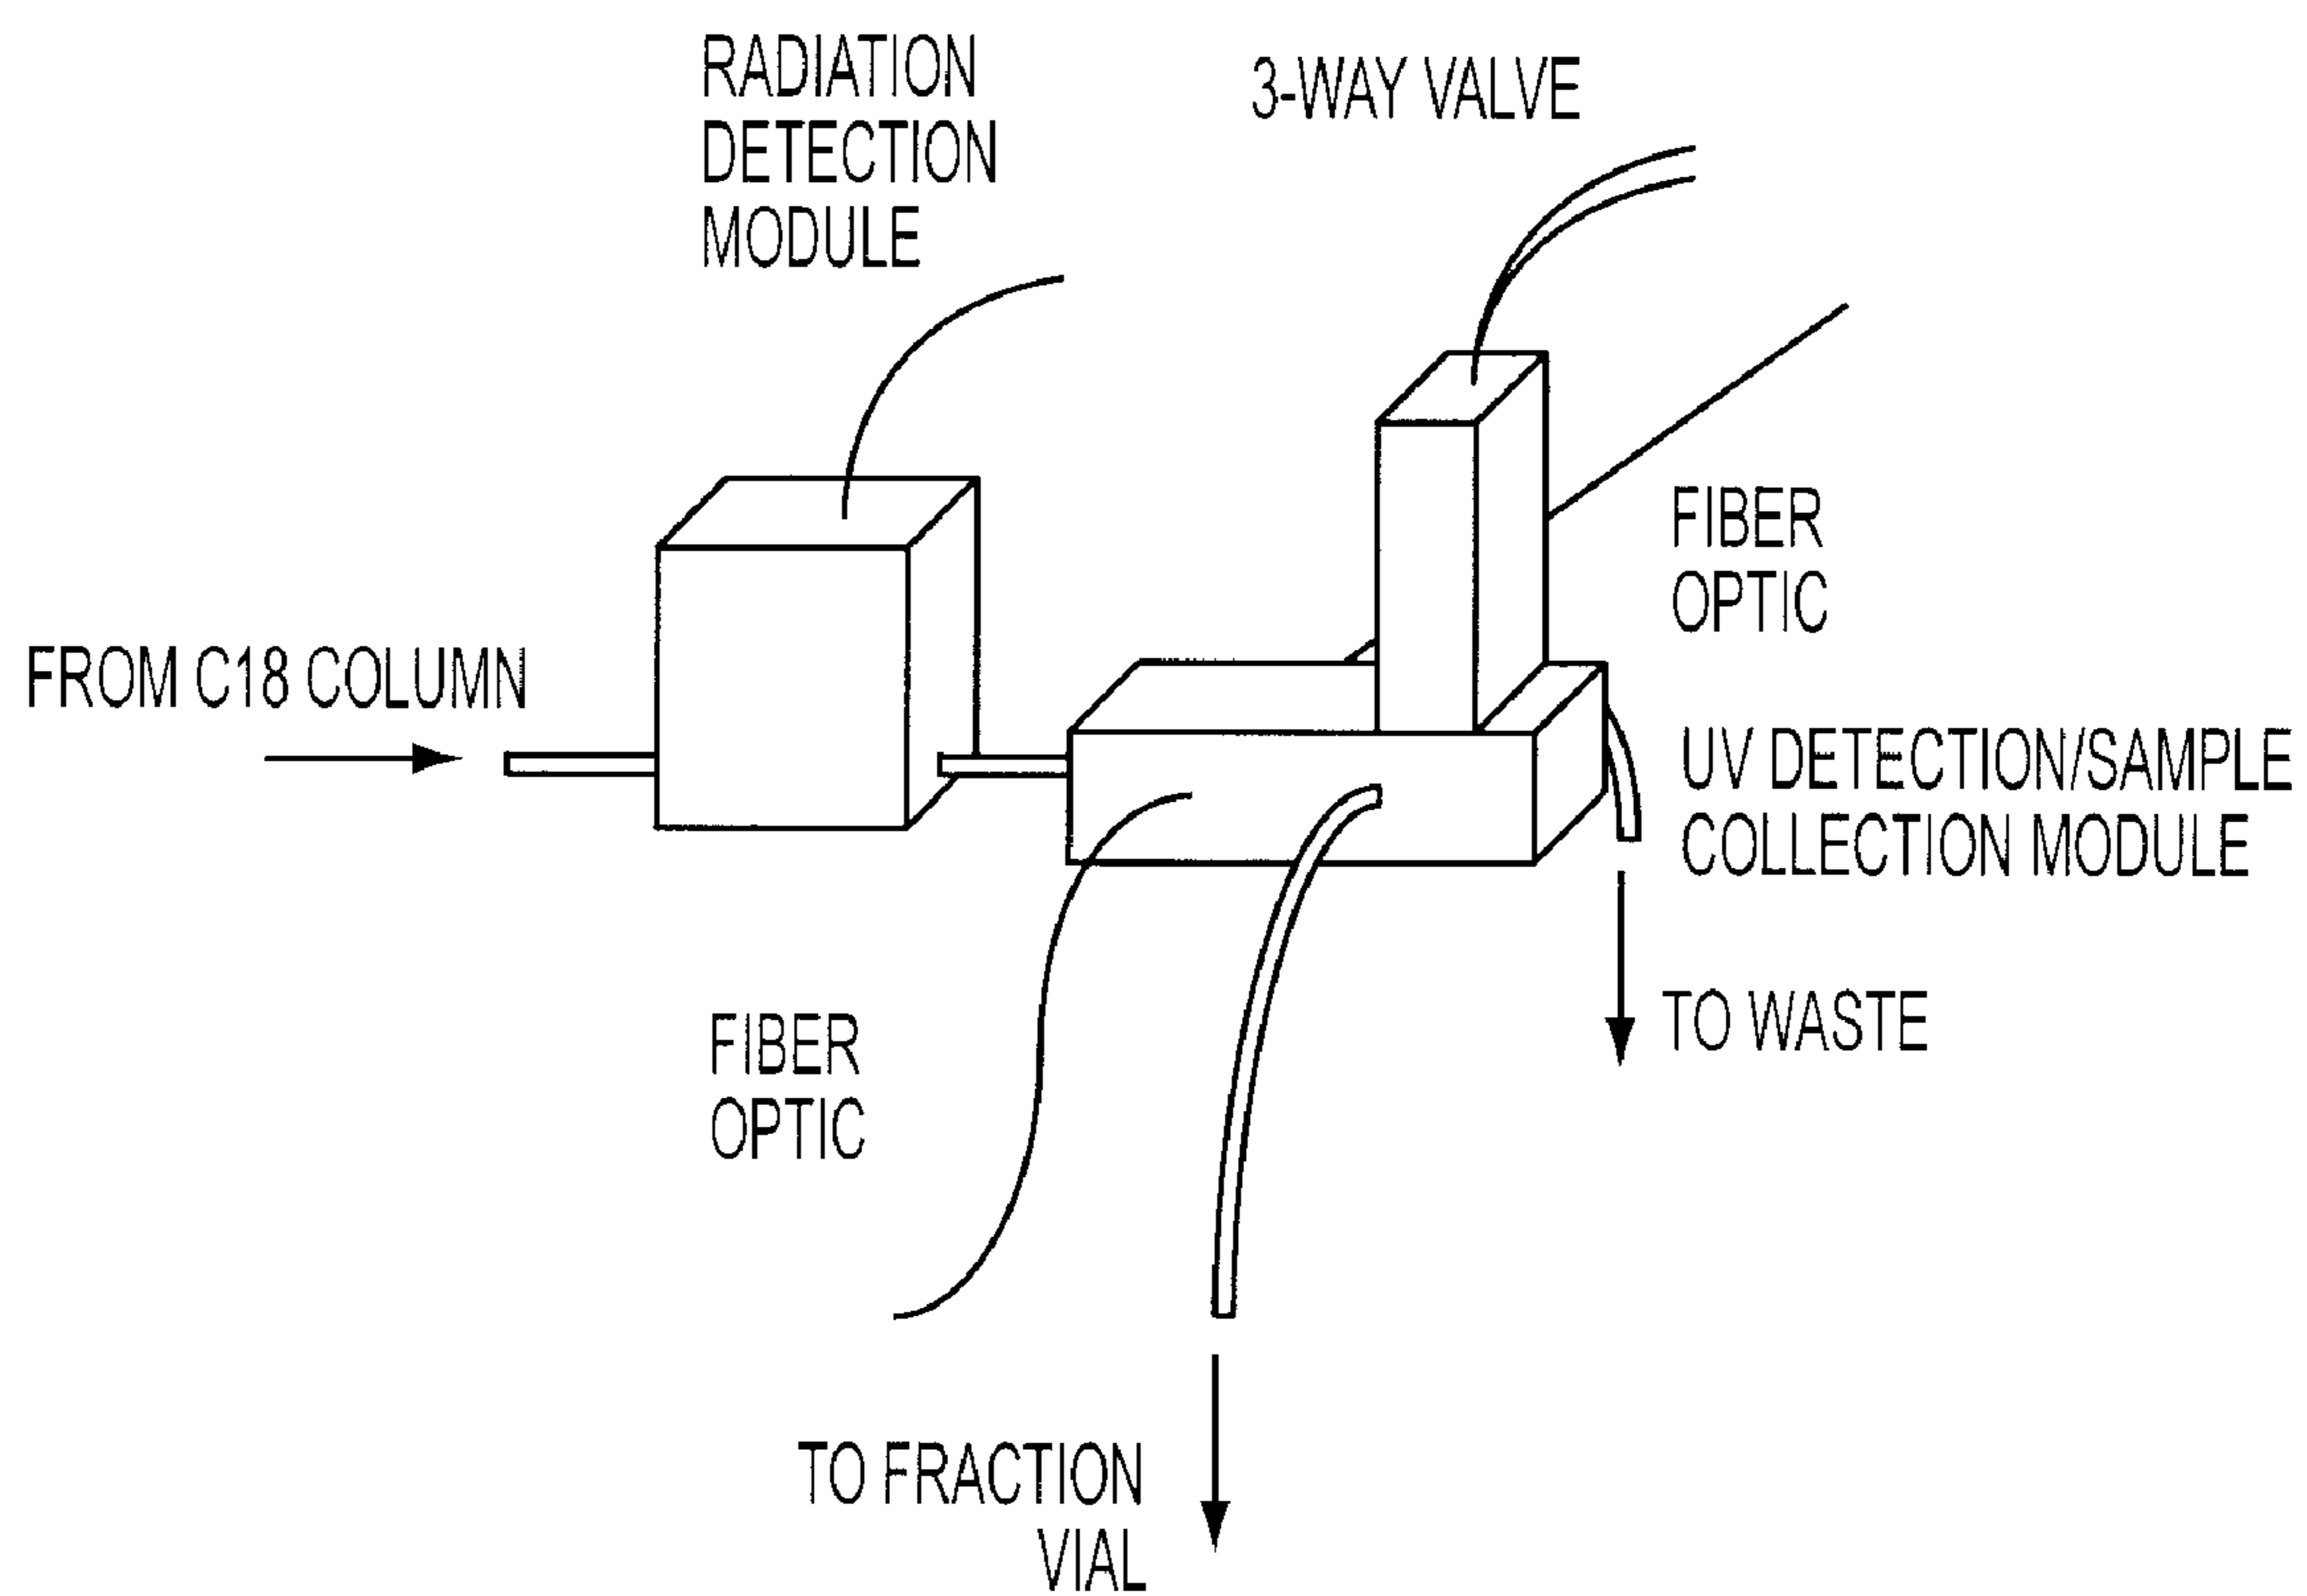 RADIATION
DETECTION
MODULE
3-WAY VALVE
FIBER
OPTIC
FROM C18 COLUMN
UV DETECTION/SAMPLE
COLLECTION MODULE
TO WASTE
FIBER
OPTIC
TO FRACTION
VIAL